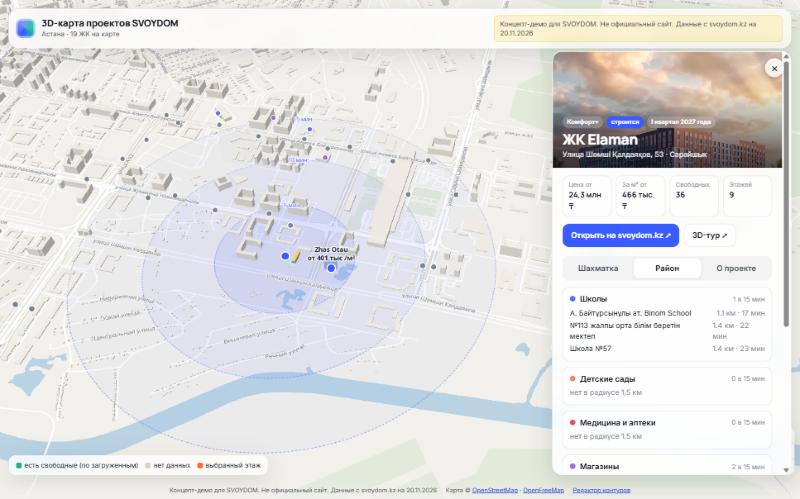 3D-карта проектов SVOYDOM
Астана · 19 ЖК на карте
Концепт-демо для SVOYDOM. Не официальный сайт. Данные с svoydom.kz на
20.11.2026
Комфорт+
строится
I квартал 2027 года
ЖК Elaman
Улица Шәмші Қалдаяқов, 53 · Сарайшық
Цена от
24,3 млн
₸
За м² от
466 тыс
₸
Свободных
36
Этажей
9
Открыть на svoydom.kz ↗
3D-тур ↗
Шахматка
Район
О проекте
Школы
1 в 15 мин
А. Байтұрсынұлы ат. Binom School
1.1 км · 17 мин
№113 жалпы орта білім беретін
мектеп
1.4 км · 22
мин
Школа №57
1.4 км · 23 мин
Детские сады
0 в 15 мин
нет в радиусе 1,5 км
Медицина и аптеки
0 в 15 мин
нет в радиусе 1,5 км
Магазины
2 в 15 мин
10 мин
Zhas Otau
от 401 тыс /м²
есть свободные (по загруженным)
нет данных
выбранный этаж
Концепт-демо для SVOYDOM. Не официальный сайт. Данные с svoydom.kz на 20.11.2026 · Карта © OpenStreetMap · OpenFreeMap
Редактор контуров